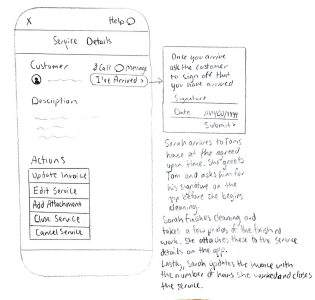 X Help
Service Details
Customer Call Message
I've Arrived >
Description
Actions
Update Invoice
Edit Service
Add Attachment
Close Service
Cancel Service
Once you arrive
ask the customer
to sign off that
you have arrived
Signature
Date MM/DD/YYYY
Submit >
Sarah arrives to Toms
house at the agreed
upon time. She greets
Tom and asks him for
his signature on the
app before she begins
cleaning.
Sarah finishes cleaning and
takes a few photos of the finished
work. She attaches these to the service
details on the app.
Lastly, Sarah updates the invoice with
the number of hours she worked and closes
the service.